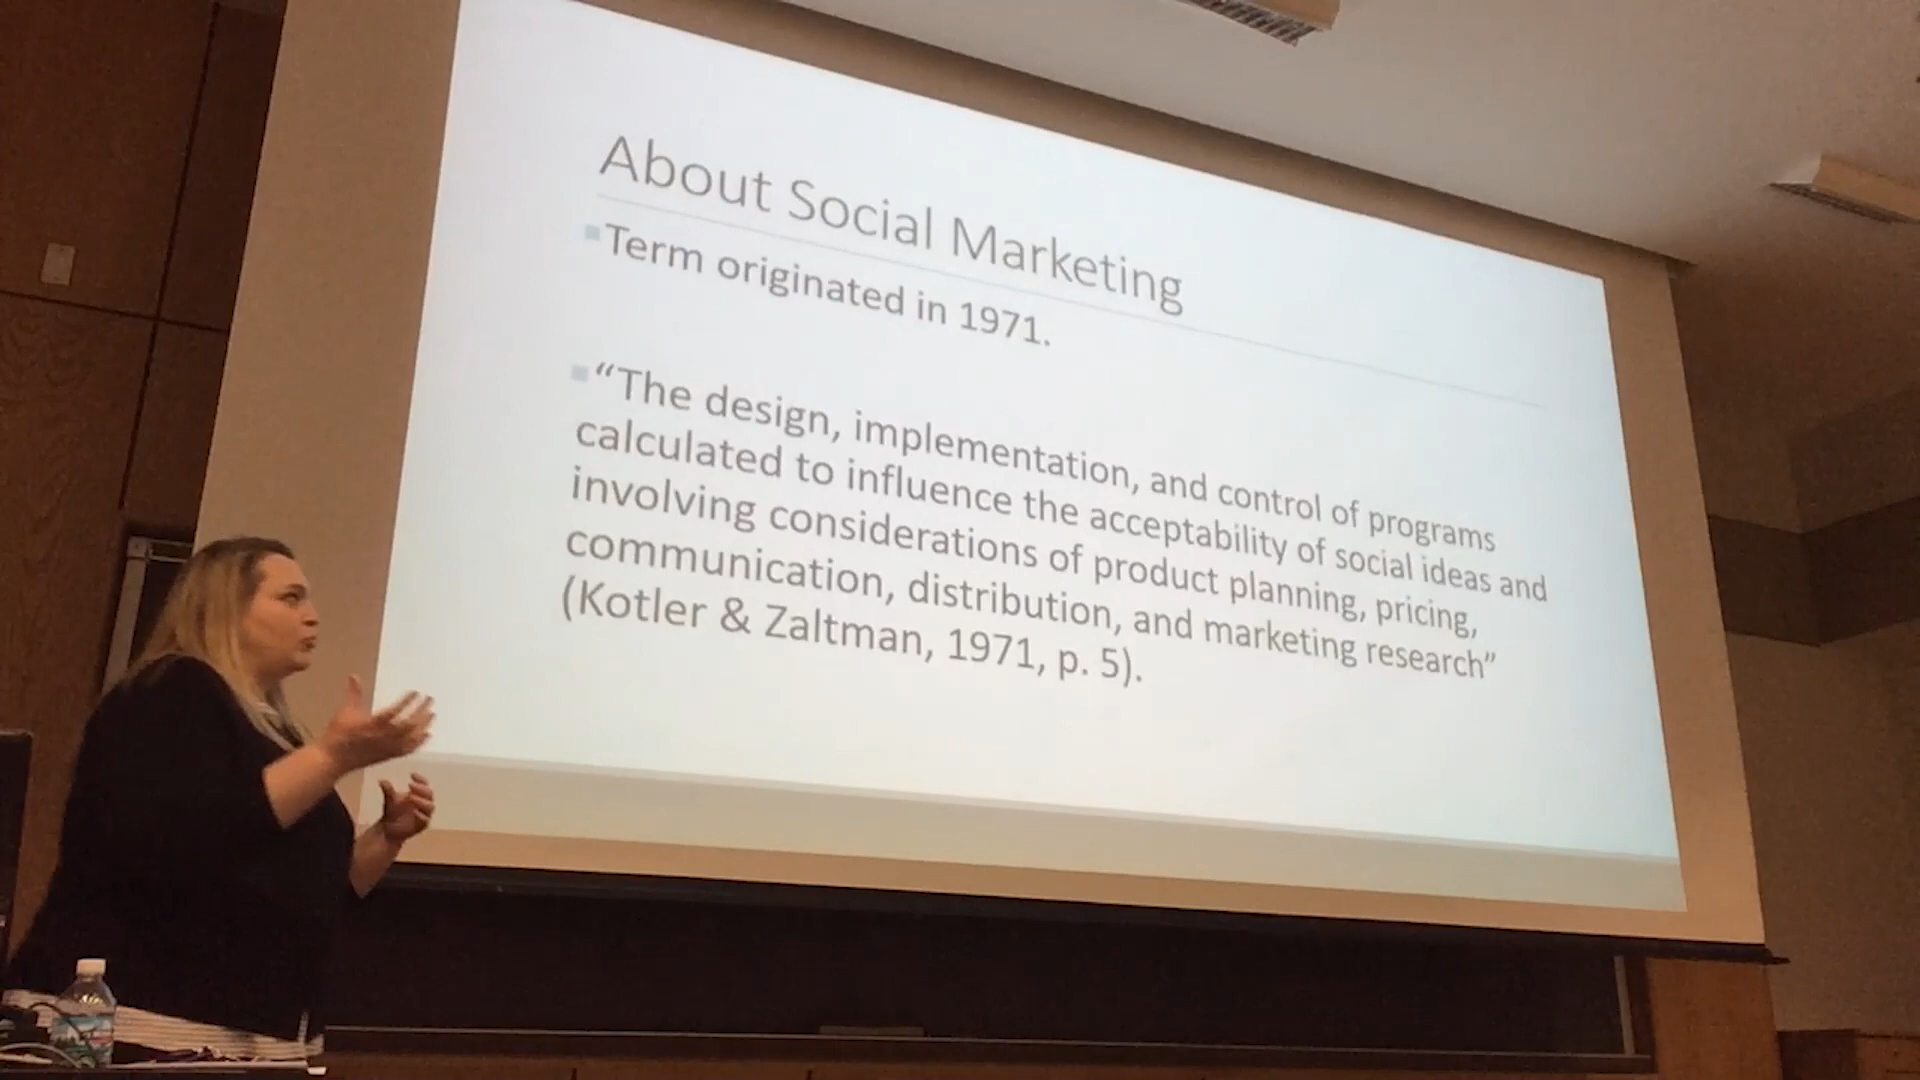 About Social Marketing
Term originated in 1971.
“The design, implementation, and control of programs
calculated to influence the acceptability of social ideas and
involving considerations of product planning, pricing,
communication, distribution, and marketing research”
(Kotler & Zaltman, 1971, p. 5).